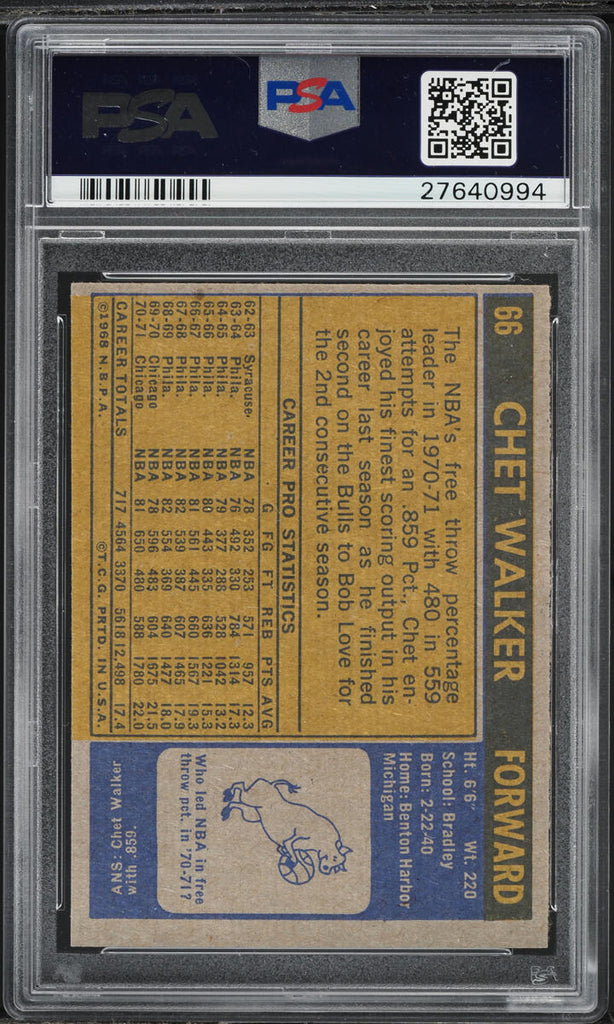 PSA
PSA
27640994
66 CHET WALKER FORWARD
The NBA's free throw percentage
leader in 1970-71 with 480 in 559
attempts for an .859 Pct., Chet en-
joyed his finest scoring output in his
career last season as he finished
second on the Bulls to Bob Love for
the 2nd consecutive season.
CAREER PRO STATISTICS
G FG FT REB PTS AVG
62-63 Syracuse. NBA 78 352 253 571 957 12.3
63-64 Phila. NBA 76 492 330 784 1314 17.3
64-65 Phila. NBA 79 377 288 528 1042 13.2
65-66 Phila. NBA 80 443 335 636 1221 15.3
66-67 Phila. NBA 81 561 445 680 1567 19.3
67-68 Phila. NBA 82 539 387 607 1465 17.9
68-69 Phila. NBA 82 554 369 640 1477 18.0
69-70 Chicago NBA 78 596 483 604 1675 21.5
70-71 Chicago NBA 81 650 480 588 1780 22.0
CAREER TOTALS 717 4564 3370 5618 12,498 17.4
©1968 N.B.P.A. ©T.C.G. PRTD. IN U.S.A.
Ht. 6'6" Wt. 220
School: Bradley
Born: 2-22-40
Home: Benton Harbor
Michigan
Who led NBA in free
throw pct. in '70-71?
ANS: Chet Walker
with .859.